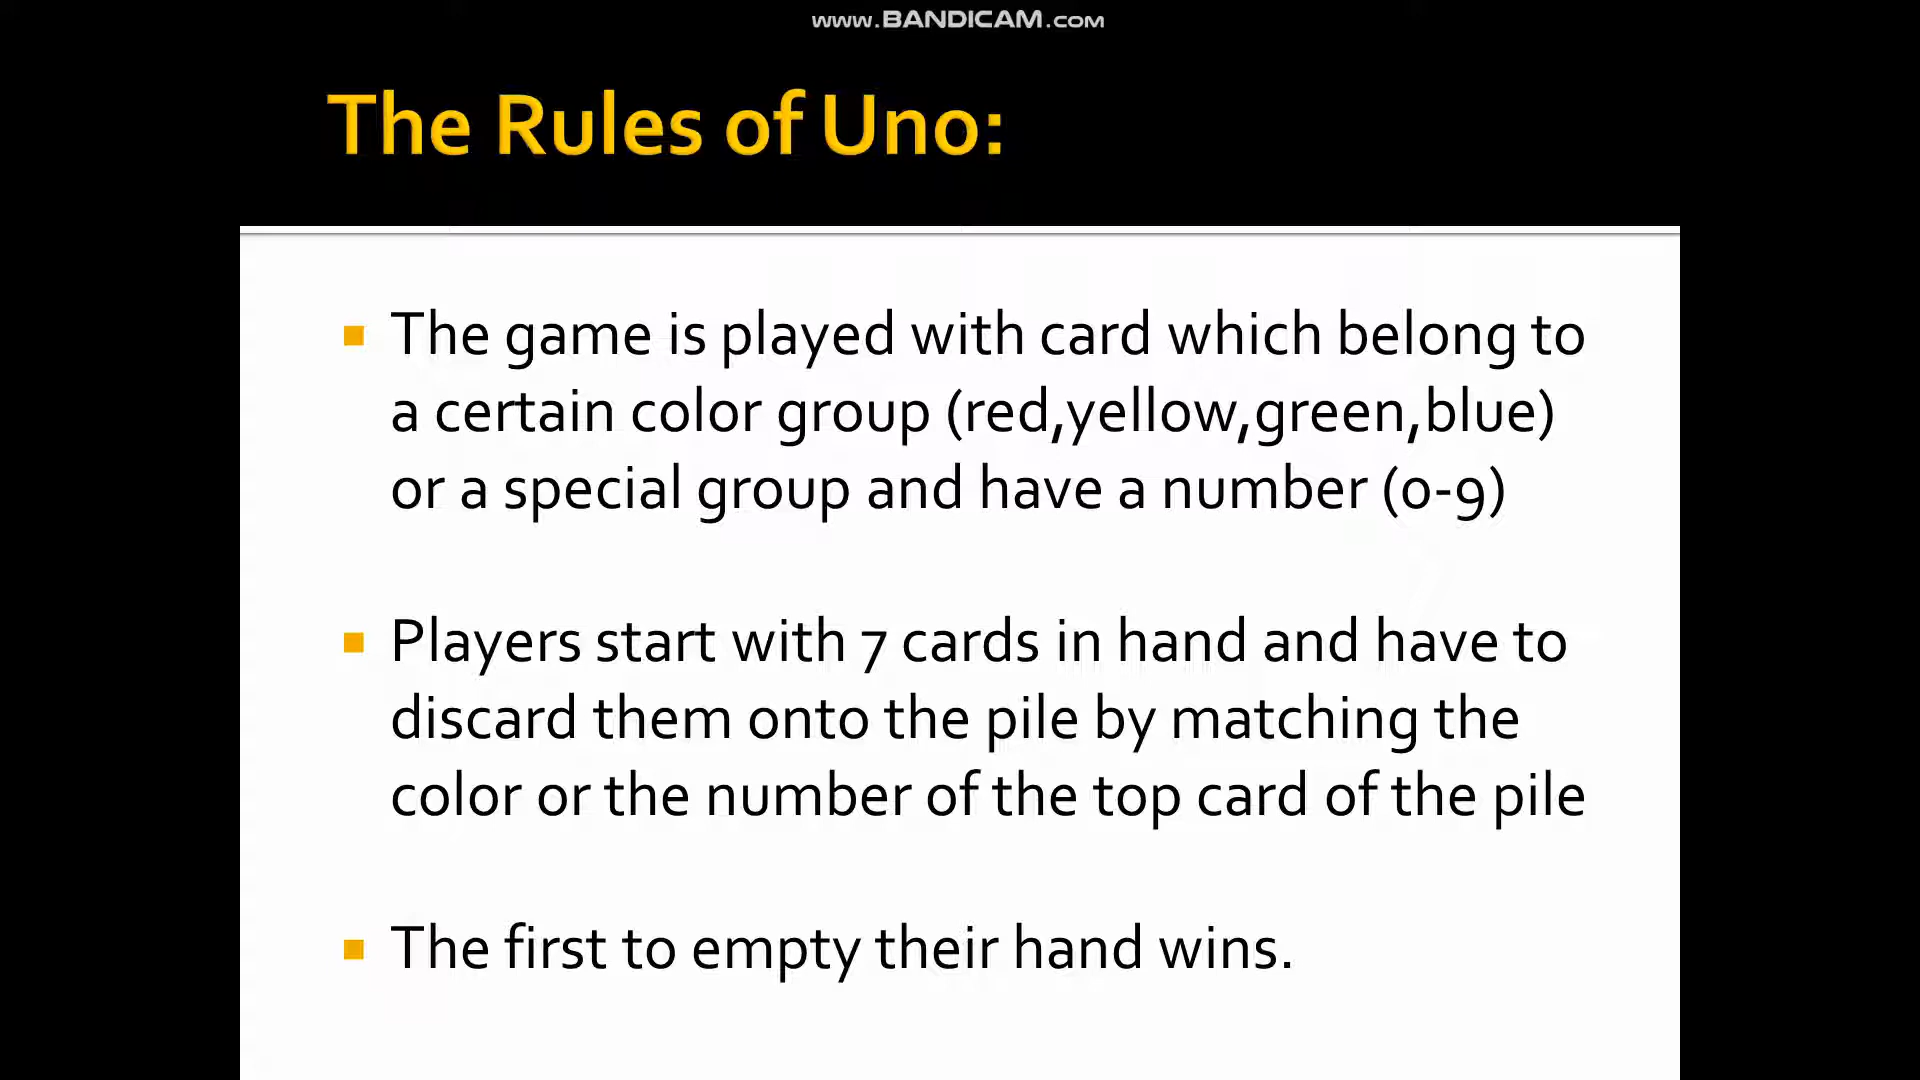 www.BANDICAM.com
The Rules of Uno:
The game is played with card which belong to
a certain color group (red,yellow,green,blue)
or a special group and have a number (0-9)
Players start with 7 cards in hand and have to
discard them onto the pile by matching the
color or the number of the top card of the pile
The first to empty their hand wins.